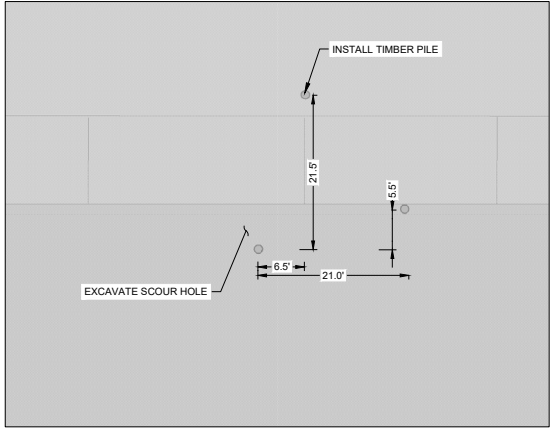 INSTALL TIMBER PILE
21.5'
5.5'
6.5'
21.0'
EXCAVATE SCOUR HOLE